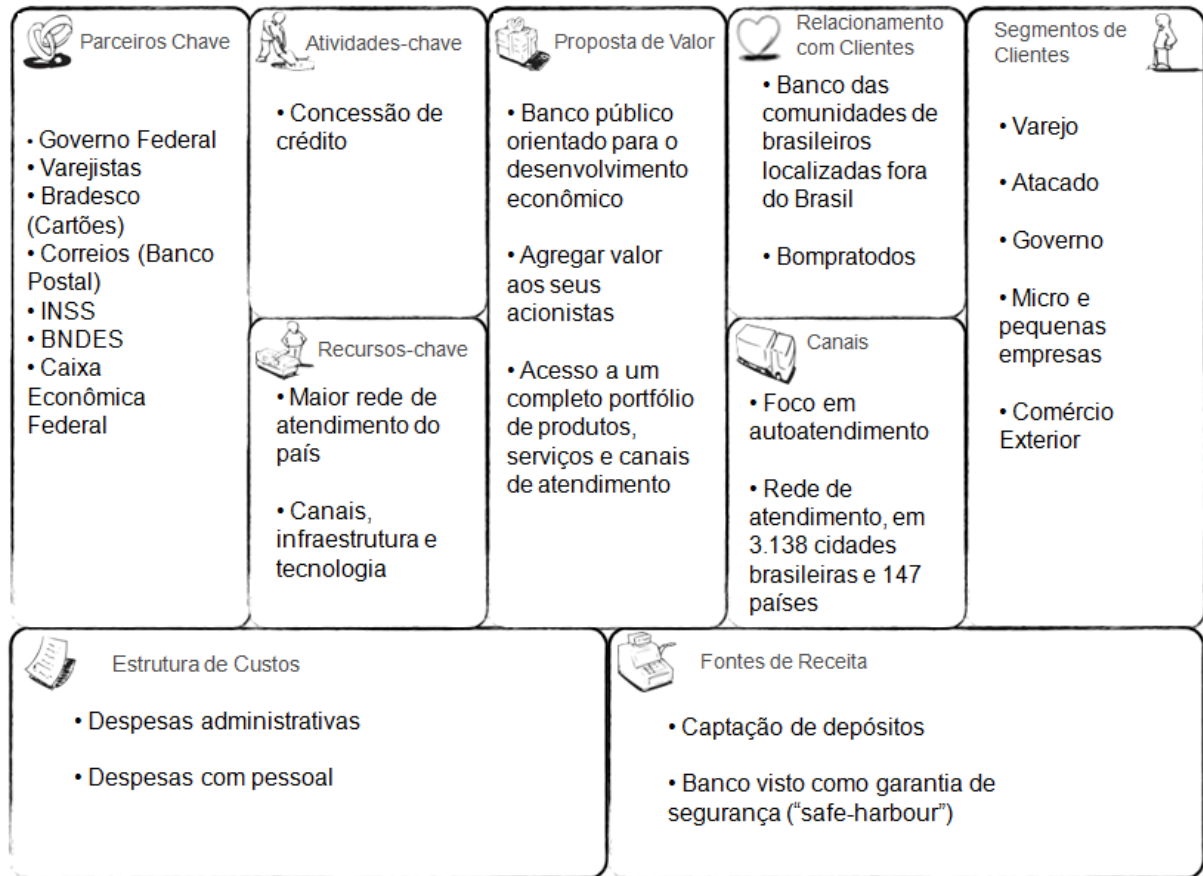 Parceiros Chave
• Governo Federal
• Varejistas
• Bradesco
(Cartões)
• Correios (Banco
Postal)
• INSS
• BNDES
• Caixa
Econômica
Federal
Atividades-chave
• Concessão de
crédito
Recursos-chave
• Maior rede de
atendimento do
país
• Canais,
infraestrutura e
tecnologia
Proposta de Valor
• Banco público
orientado para o
desenvolvimento
econômico
• Agregar valor
aos seus
acionistas
• Acesso a um
completo portfólio
de produtos,
serviços e canais
de atendimento
Relacionamento
com Clientes
• Banco das
comunidades de
brasileiros
localizadas fora
do Brasil
• Bompratodos
Canais
• Foco em
autoatendimento
• Rede de
atendimento, em
3.138 cidades
brasileiras e 147
países
Segmentos de
Clientes
• Varejo
• Atacado
• Governo
• Micro e
pequenas
empresas
• Comércio
Exterior
Estrutura de Custos
• Despesas administrativas
• Despesas com pessoal
Fontes de Receita
• Captação de depósitos
• Banco visto como garantia de
segurança (“safe-harbour”)